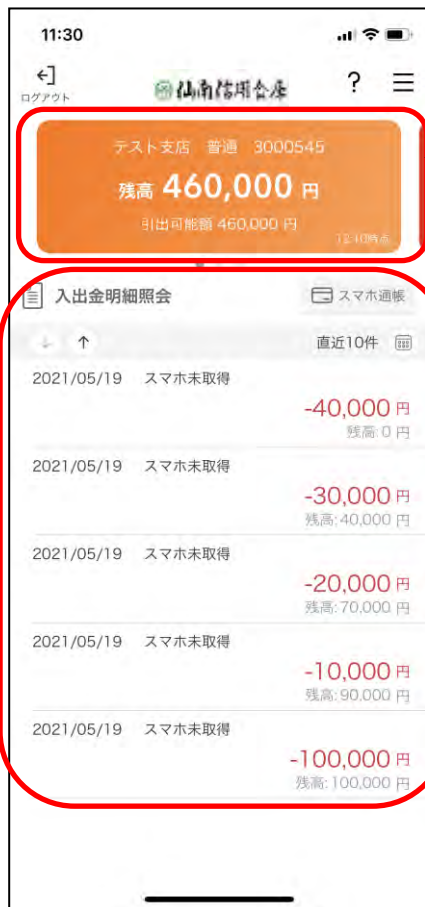 11:30
ログアウト
仙南信用金庫
?
テスト支店 普通 3000545
残高 460,000 円
引出可能額 460,000 円
12:10時点
入出金明細照会
スマホ通帳
↓ ↑
直近10件
2021/05/19 スマホ未取得
-40,000 円
残高:0 円
2021/05/19 スマホ未取得
-30,000 円
残高:40,000 円
2021/05/19 スマホ未取得
-20,000 円
残高:70,000 円
2021/05/19 スマホ未取得
-10,000 円
残高:90,000 円
2021/05/19 スマホ未取得
-100,000 円
残高:100,000 円